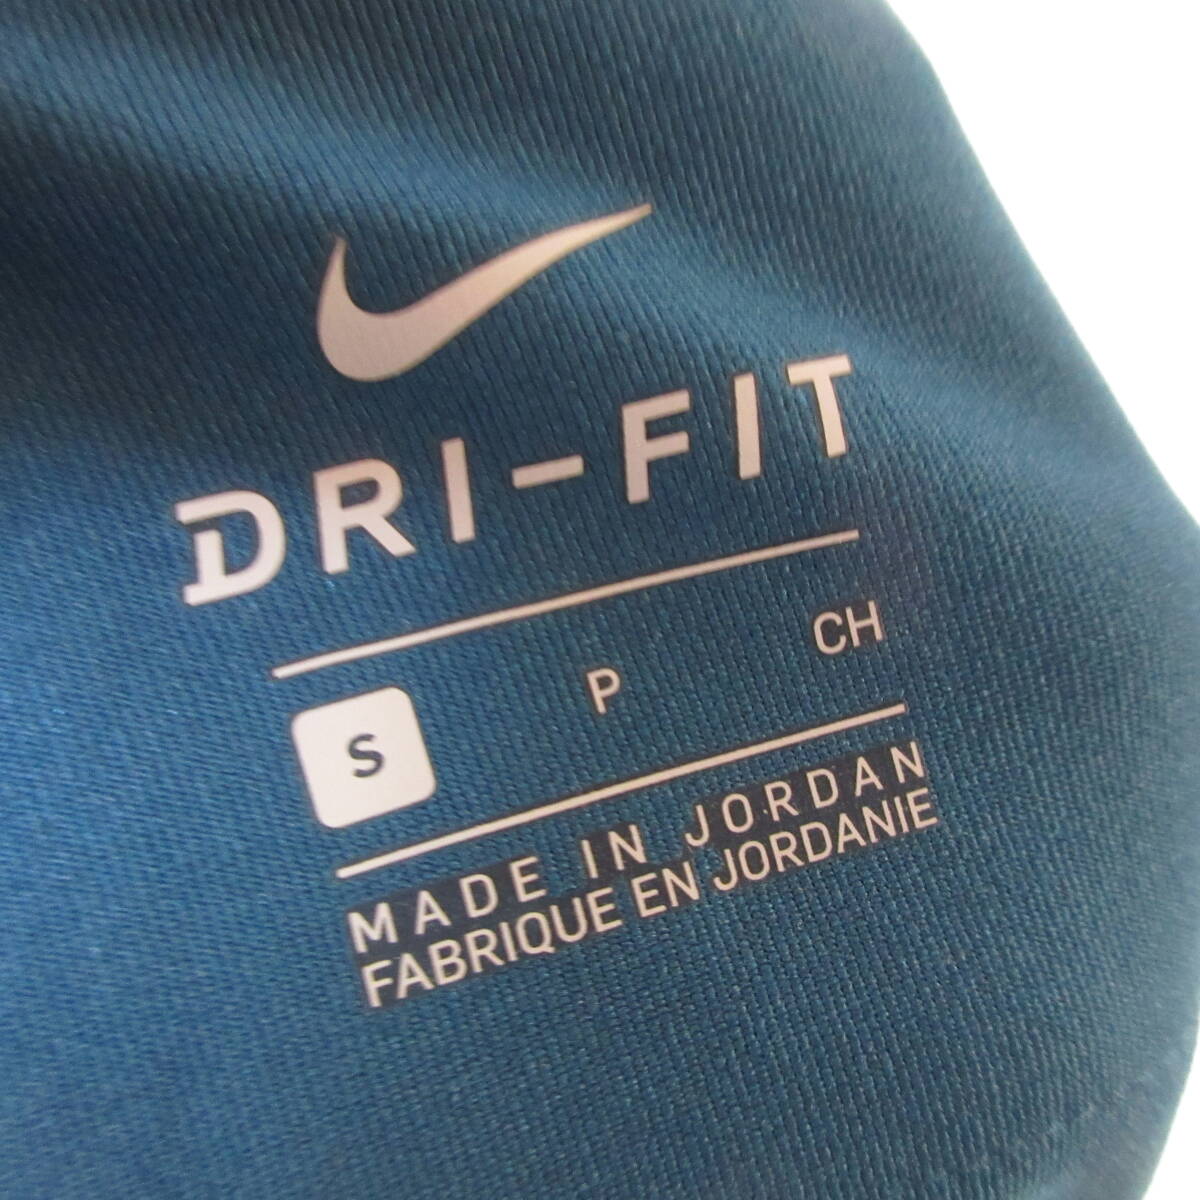 DRI-FIT
S P CH
MADE IN JORDAN
FABRIQUE EN JORDANIE